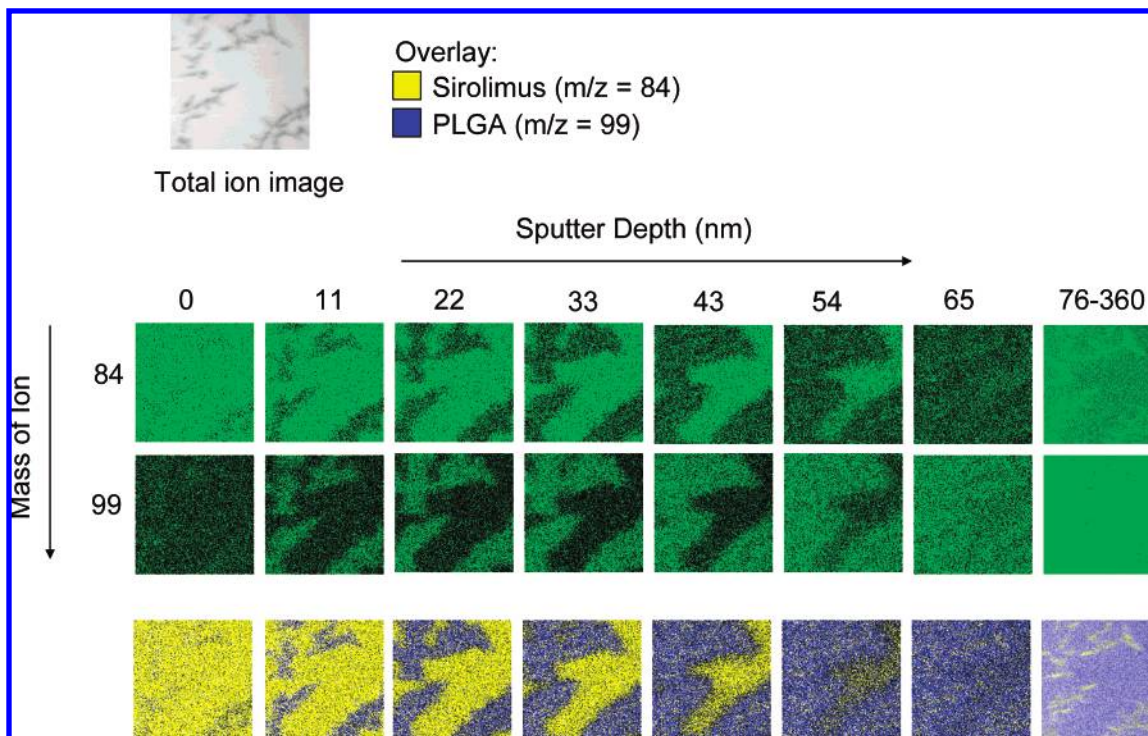 Overlay:
Sirolimus (m/z = 84)
PLGA (m/z = 99)
Total ion image
Sputter Depth (nm)
0 11 22 33 43 54 65 76-360
Mass of Ion
84
99